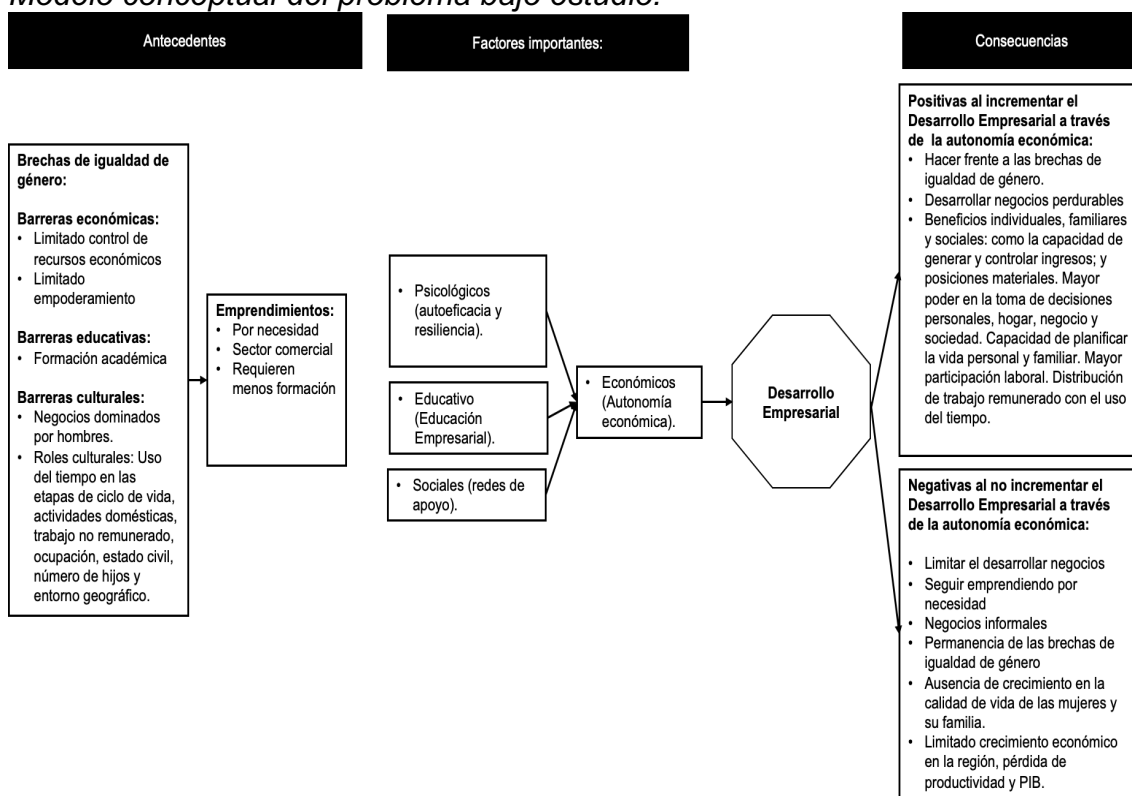 Modelo conceptual del problema bajo estudio.
Antecedentes
Factores importantes:
Consecuencias
Brechas de igualdad de
género:
Barreras económicas:
• Limitado control de
recursos económicos
• Limitado
empoderamiento
Barreras educativas:
• Formación académica
Barreras culturales:
• Negocios dominados
por hombres.
• Roles culturales: Uso
del tiempo en las
etapas de ciclo de vida,
actividades domésticas,
trabajo no remunerado,
ocupación, estado civil,
número de hijos y
entorno geográfico.
Emprendimientos:
• Por necesidad
• Sector comercial
• Requieren
menos formación
• Psicológicos
(autoeficacia y
resiliencia).
• Educativo
(Educación
Empresarial).
• Sociales (redes de
apoyo).
• Económicos
(Autonomía
económica).
Desarrollo
Empresarial
Positivas al incrementar el
Desarrollo Empresarial a través
de la autonomía económica:
• Hacer frente a las brechas de
igualdad de género.
• Desarrollar negocios perdurables
• Beneficios individuales, familiares
y sociales: como la capacidad de
generar y controlar ingresos; y
posiciones materiales. Mayor
poder en la toma de decisiones
personales, hogar, negocio y
sociedad. Capacidad de planificar
la vida personal y familiar. Mayor
participación laboral. Distribución
de trabajo remunerado con el uso
del tiempo.
Negativas al no incrementar el
Desarrollo Empresarial a través
de la autonomía económica:
• Limitar el desarrollar negocios
• Seguir emprendiendo por
necesidad
• Negocios informales
• Permanencia de las brechas de
igualdad de género
• Ausencia de crecimiento en la
calidad de vida de las mujeres y
su familia.
• Limitado crecimiento económico
en la región, pérdida de
productividad y PIB.